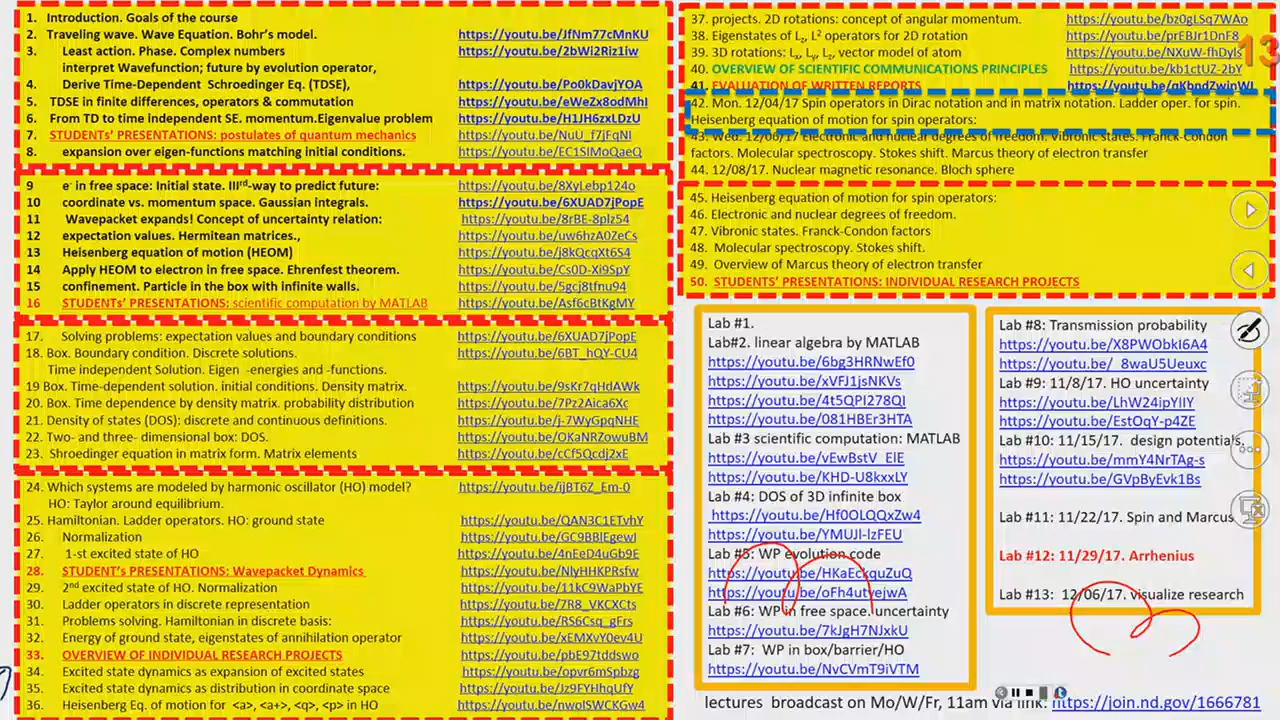 1. Introduction. Goals of the course
2. Traveling wave. Wave Equation. Bohr's model. https://youtu.be/JfNm77cMnKU
3. Least action. Phase. Complex numbers https://youtu.be/2bWi2Riz1iw
interpret Wavefunction; future by evolution operator,
4. Derive Time-Dependent Schroedinger Eq. (TDSE), https://youtu.be/Po0kDavjYOA
5. TDSE in finite differences, operators & commutation https://youtu.be/eWeZx8odMhI
6. From TD to time independent SE. momentum.Eigenvalue problem https://youtu.be/H1JH6zxLDzU
7. STUDENTS' PRESENTATIONS: postulates of quantum mechanics https://youtu.be/NuU_f7jFqNI
8. expansion over eigen-functions matching initial conditions. https://youtu.be/EC1SIMoQaeQ
9 e- in free space: Initial state. IIIrd-way to predict future: https://youtu.be/8XyLebp124o
10 coordinate vs. momentum space. Gaussian integrals. https://youtu.be/6XUAD7jPopE
11 Wavepacket expands! Concept of uncertainty relation: https://youtu.be/8rBE-8plz54
12 expectation values. Hermitean matrices., https://youtu.be/uw6hzA0ZeCs
13 Heisenberg equation of motion (HEOM) https://youtu.be/j8kQcqXt6S4
14 Apply HEOM to electron in free space. Ehrenfest theorem. https://youtu.be/Cs0D-Xi9SpY
15 confinement. Particle in the box with infinite walls. https://youtu.be/5gcj8tfnu94
16 STUDENTS' PRESENTATIONS: scientific computation by MATLAB https://youtu.be/Asf6cBtKgMY
17. Solving problems: expectation values and boundary conditions https://youtu.be/6XUAD7jPopE
18. Box. Boundary condition. Discrete solutions. https://youtu.be/6BT_hQY-CU4
Time independent Solution. Eigen -energies and -functions.
19 Box. Time-dependent solution. initial conditions. Density matrix. https://youtu.be/9sKr7qHdAWk
20. Box. Time dependence by density matrix. probability distribution https://youtu.be/7Pz2Aica6Xc
21. Density of states (DOS): discrete and continuous definitions. https://youtu.be/j-7WyGpqNHE
22. Two- and three- dimensional box: DOS. https://youtu.be/OKaNRZowuBM
23. Shroedinger equation in matrix form. Matrix elements https://youtu.be/cCf5Qcdj2xE
24. Which systems are modeled by harmonic oscillator (HO) model? https://youtu.be/ijBT6Z_Em-0
HO: Taylor around equilibrium.
25. Hamiltonian. Ladder operators. HO: ground state https://youtu.be/QAN3C1ETvhY
26. Normalization https://youtu.be/GC9BBlEgewI
27. 1-st excited state of HO https://youtu.be/4nEeD4uGb9E
28. STUDENT'S PRESENTATIONS: Wavepacket Dynamics https://youtu.be/NlyHHKPRsfw
29. 2nd excited state of HO. Normalization https://youtu.be/11kC9WaPbYE
30. Ladder operators in discrete representation https://youtu.be/7R8_VKCXCts
31. Problems solving. Hamiltonian in discrete basis: https://youtu.be/RS6Csq_gFrs
32. Energy of ground state, eigenstates of annihilation operator https://youtu.be/xEMXvY0ev4U
33. OVERVIEW OF INDIVIDUAL RESEARCH PROJECTS https://youtu.be/pbE97tddswo
34. Excited state dynamics as expansion of excited states https://youtu.be/opvr6mSpbzg
35. Excited state dynamics as distribution in coordinate space https://youtu.be/Jz9FYHhqUfY
36. Heisenberg Eq. of motion for <a>, <a+>, <q>, <p> in HO https://youtu.be/nwolSWCKGw4
37. projects. 2D rotations: concept of angular momentum. https://youtu.be/bz0gLSq7WAo
38. Eigenstates of Lz, L2 operators for 2D rotation https://youtu.be/prEBJr1DnF8
39. 3D rotations: Lx, Ly, Lz, vector model of atom https://youtu.be/NXuW-fhDyls
13
40. OVERVIEW OF SCIENTIFIC COMMUNICATIONS PRINCIPLES https://youtu.be/kb1ctUZ-2bY
41. EVALUATION OF WRITTEN REPORTS https://youtu.be/gKbndZwjnWI
42. Mon. 12/04/17 Spin operators in Dirac notation and in matrix notation. Ladder oper. for spin.
Heisenberg equation of motion for spin operators:
43. Wed. 12/06/17 Electronic and nuclear degrees of freedom. Vibronic states. Franck-Condon
factors. Molecular spectroscopy. Stokes shift. Marcus theory of electron transfer
44. 12/08/17. Nuclear magnetic resonance. Bloch sphere
45. Heisenberg equation of motion for spin operators:
46. Electronic and nuclear degrees of freedom.
47. Vibronic states. Franck-Condon factors
48. Molecular spectroscopy. Stokes shift.
49. Overview of Marcus theory of electron transfer
50. STUDENTS' PRESENTATIONS: INDIVIDUAL RESEARCH PROJECTS
Lab #1.
Lab#2. linear algebra by MATLAB
https://youtu.be/6bg3HRNwEf0
https://youtu.be/xVFJ1jsNKVs
https://youtu.be/4t5QPI278QI
https://youtu.be/081HBEr3HTA
Lab #3 scientific computation: MATLAB
https://youtu.be/vEwBstV_ElE
https://youtu.be/KHD-U8kxxLY
Lab #4: DOS of 3D infinite box
https://youtu.be/Hf0OLQQxZw4
https://youtu.be/YMUJl-lzFEU
Lab #5: WP evolution code
https://youtu.be/HKaEckquZuQ
https://youtu.be/oFh4utyejwA
Lab #6: WP in free space. uncertainty
https://youtu.be/7kJgH7NJxkU
Lab #7: WP in box/barrier/HO
https://youtu.be/NvCVmT9iVTM
Lab #8: Transmission probability
https://youtu.be/X8PWObkI6A4
https://youtu.be/_8waU5Ueuxc
Lab #9: 11/8/17. HO uncertainty
https://youtu.be/LhW24ipYIIY
https://youtu.be/EstOqY-p4ZE
Lab #10: 11/15/17. design potentials.
https://youtu.be/mmY4NrTAg-s
https://youtu.be/GVpByEvk1Bs
Lab #11: 11/22/17. Spin and Marcus
Lab #12: 11/29/17. Arrhenius
Lab #13: 12/06/17. visualize research
lectures broadcast on Mo/W/Fr, 11am via link: https://join.nd.gov/1666781